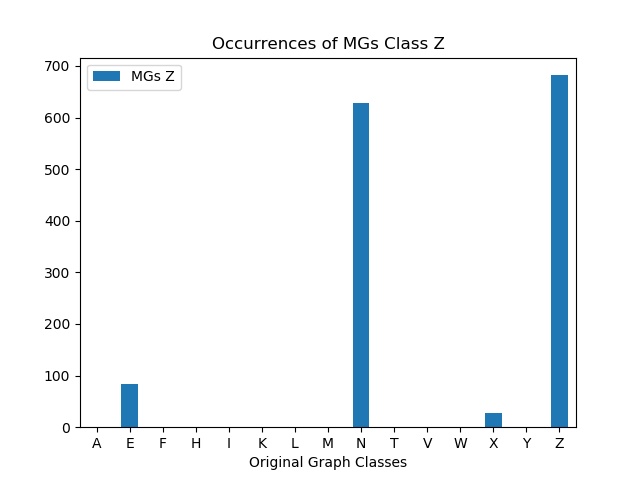 Occurrences of MGs Class Z
MGs Z
700
600
500
400
300
200
100
0
A E F H I K L M N T V W X Y Z
Original Graph Classes